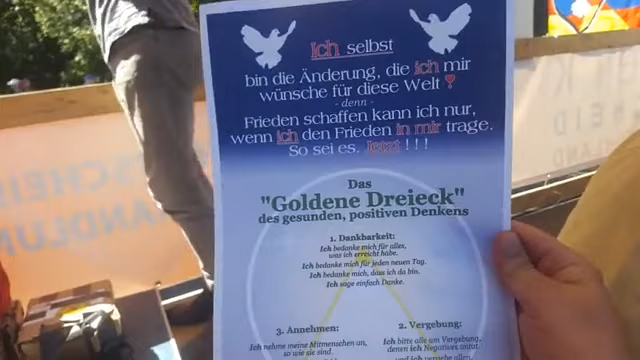 Ich selbst
bin die Änderung, die ich mir
wünsche für diese Welt !
- denn -
Frieden schaffen kann ich nur,
wenn ich den Frieden in mir trage.
So sei es. Jetzt ! ! !
Das
"Goldene Dreieck"
des gesunden, positiven Denkens
1. Dankbarkeit:
Ich bedanke mich für alles,
was ich erreicht habe.
Ich bedanke mich für jeden neuen Tag.
Ich bedanke mich, dass ich da bin.
Ich sage einfach Danke.
3. Annehmen:
Ich nehme meine Mitmenschen an,
so wie sie sind.
2. Vergebung:
Ich bitte alle um Vergebung,
denen ich Negatives antat
und ich vergebe allen